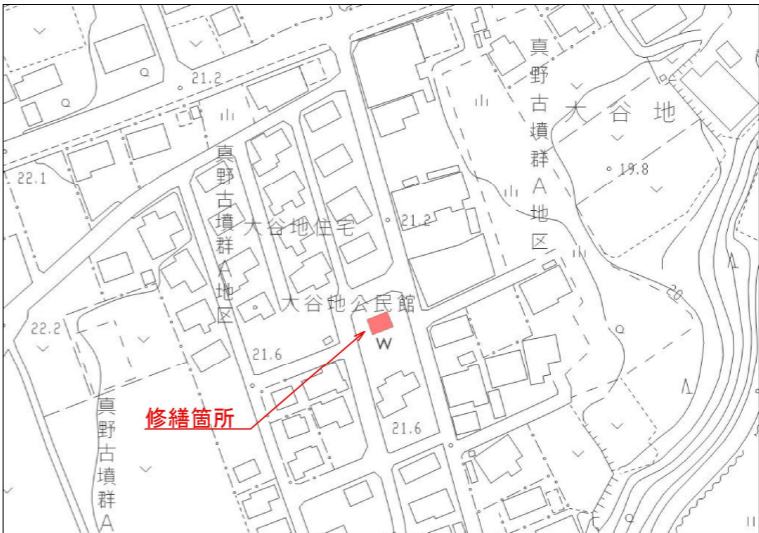 21.2
真野古墳群A地区
大谷地
19.8
22.1
真野古墳群A地区
大谷地住宅
21.2
大谷地公民館
22.2
21.6
W
修繕箇所
21.6
真野古墳群A
20